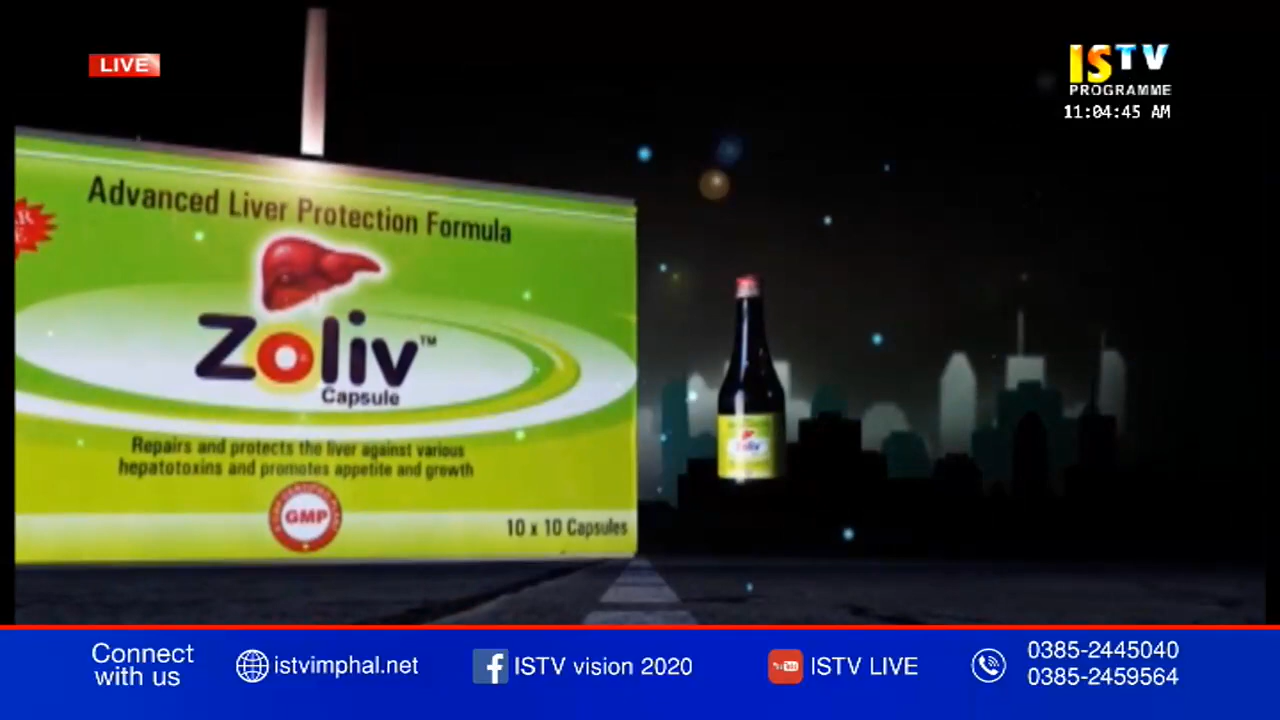 LIVE
ISTV
PROGRAMME
11:04:45 AM
Advanced Liver Protection Formula
Zoliv™
Capsule
Repairs and protects the liver against various
hepatotoxins and promotes appetite and growth
GMP
10 x 10 Capsules
Zoliv
Connect
with us
istvimphal.net
ISTV vision 2020
ISTV LIVE
0385-2445040
0385-2459564